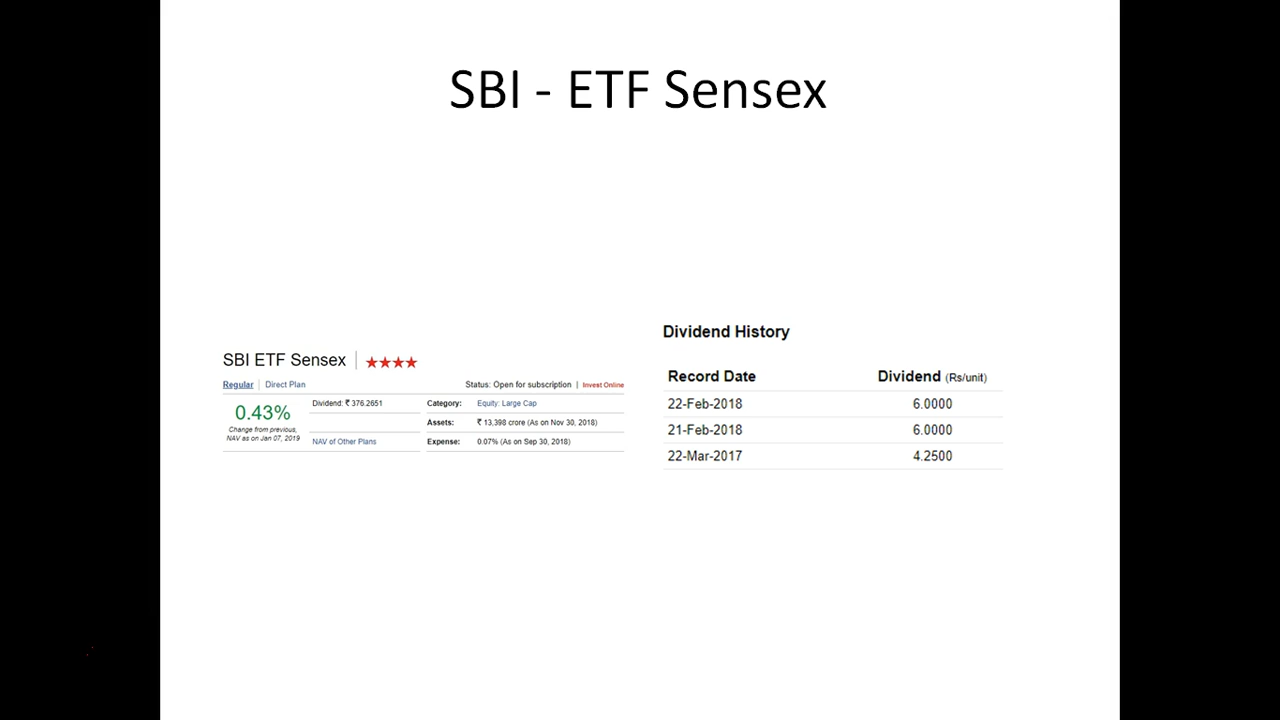 SBI - ETF Sensex
SBI ETF Sensex
Regular Direct Plan Status: Open for subscription | Invest Online
0.43%
Change from previous,
NAV as on Jan 07, 2019
Dividend: ₹ 376.2651
NAV of Other Plans
Category: Equity: Large Cap
Assets: ₹ 13,398 crore (As on Nov 30, 2018)
Expense: 0.07% (As on Sep 30, 2018)
Dividend History
Record Date Dividend (Rs/unit)
22-Feb-2018 6.0000
21-Feb-2018 6.0000
22-Mar-2017 4.2500